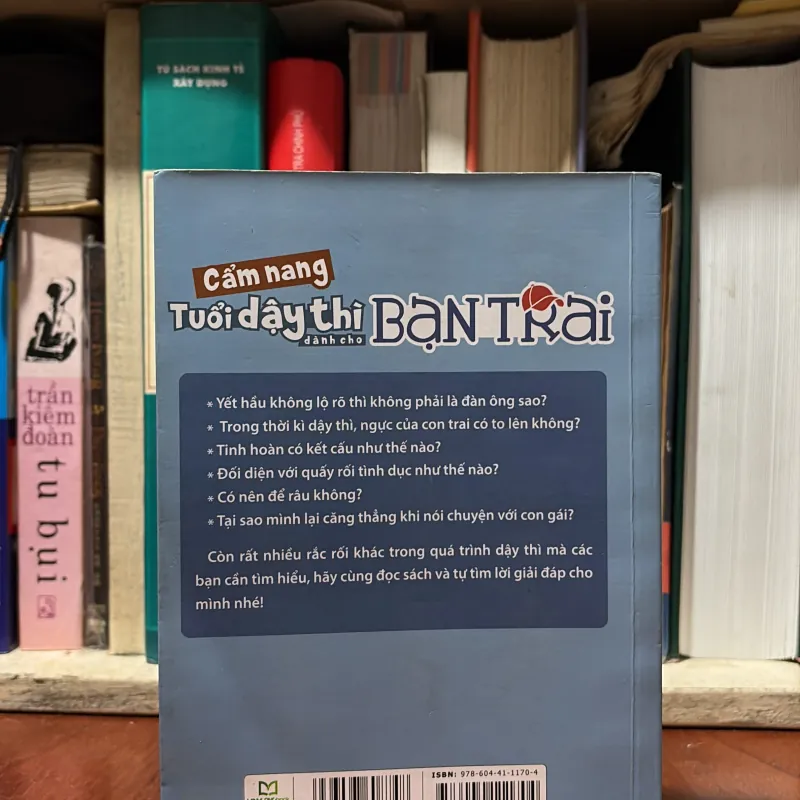 TỦ SÁCH KINH TẾ
XÂY DỰNG
TRA CHÍNH PHỦ
trần
kiêm
đoàn
tu bụi
Cẩm nang
Tuổi dậy thì
dành cho
BẠN TRAI
* Yết hầu không lộ rõ thì không phải là đàn ông sao?
* Trong thời kì dậy thì, ngực của con trai có to lên không?
* Tinh hoàn có kết cấu như thế nào?
* Đối diện với quấy rối tình dục như thế nào?
* Có nên để râu không?
* Tại sao mình lại căng thẳng khi nói chuyện với con gái?
Còn rất nhiều rắc rối khác trong quá trình dậy thì mà các
bạn cần tìm hiểu, hãy cùng đọc sách và tự tìm lời giải đáp cho
mình nhé!
ISBN: 978-604-41-1170-4